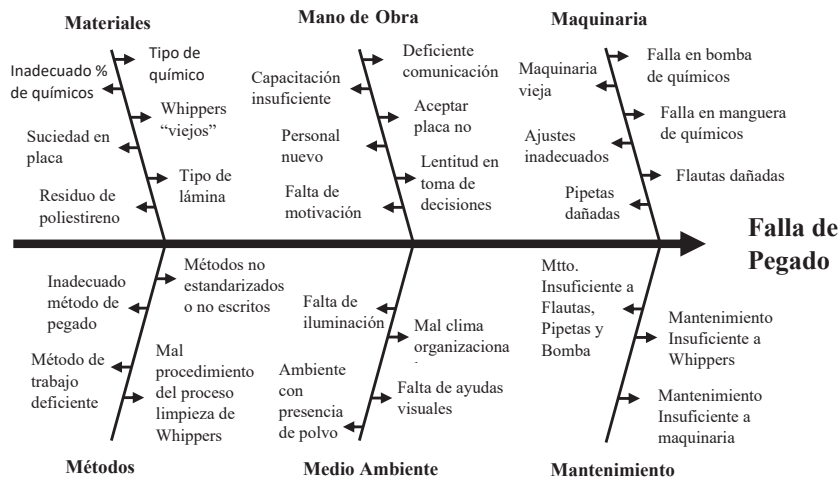 Materiales
Inadecuado %
de químicos
Tipo de
químico
Whippers
“viejos”
Suciedad en
placa
Tipo de
lámina
Residuo de
poliestireno
Mano de Obra
Deficiente
comunicación
Capacitación
insuficiente
Aceptar
placa no
Personal
nuevo
Lentitud en
toma de
decisiones
Falta de
motivación
Maquinaria
Falla en bomba
de químicos
Maquinaria
vieja
Falla en manguera
de químicos
Ajustes
inadecuados
Flautas dañadas
Pipetas
dañadas
Falla de
Pegado
Métodos no
estandarizados
o no escritos
Inadecuado
método de
pegado
Método de
trabajo
deficiente
Mal
procedimiento
del proceso
limpieza de
Whippers
Métodos
Falta de
iluminación
Mal clima
organizaciona
Ambiente
con
presencia
de polvo
Falta de ayudas
visuales
Medio Ambiente
Mtto.
Insuficiente a
Flautas,
Pipetas y
Bomba
Mantenimiento
Insuficiente a
Whippers
Mantenimiento
Insuficiente a
maquinaria
Mantenimiento